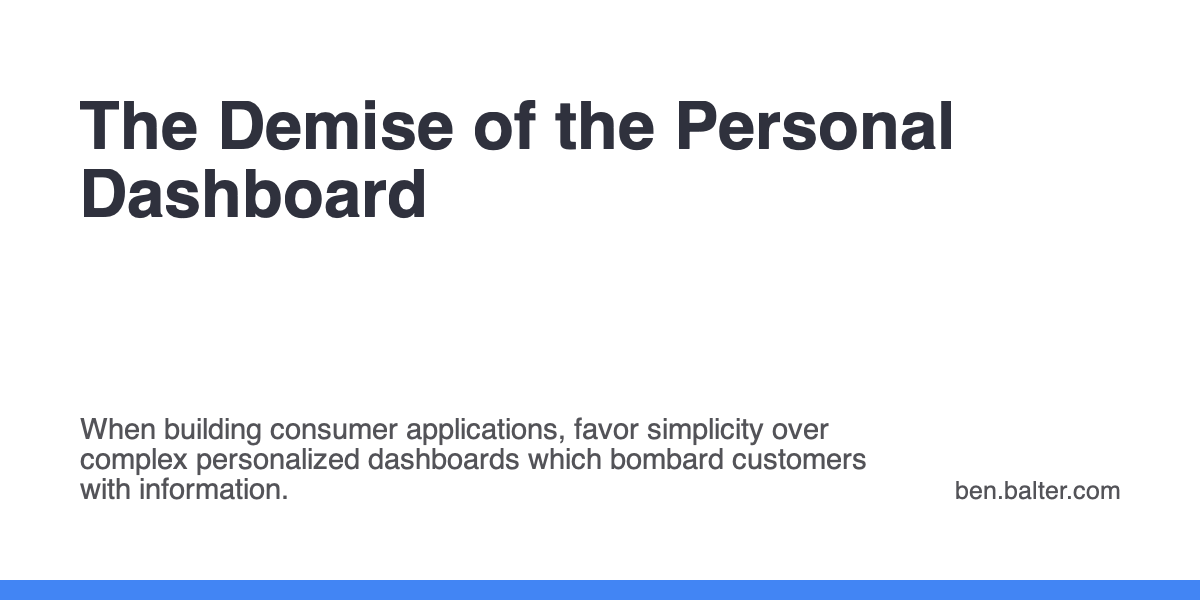 The Demise of the Personal
Dashboard
When building consumer applications, favor simplicity over
complex personalized dashboards which bombard customers
with information.
ben.balter.com